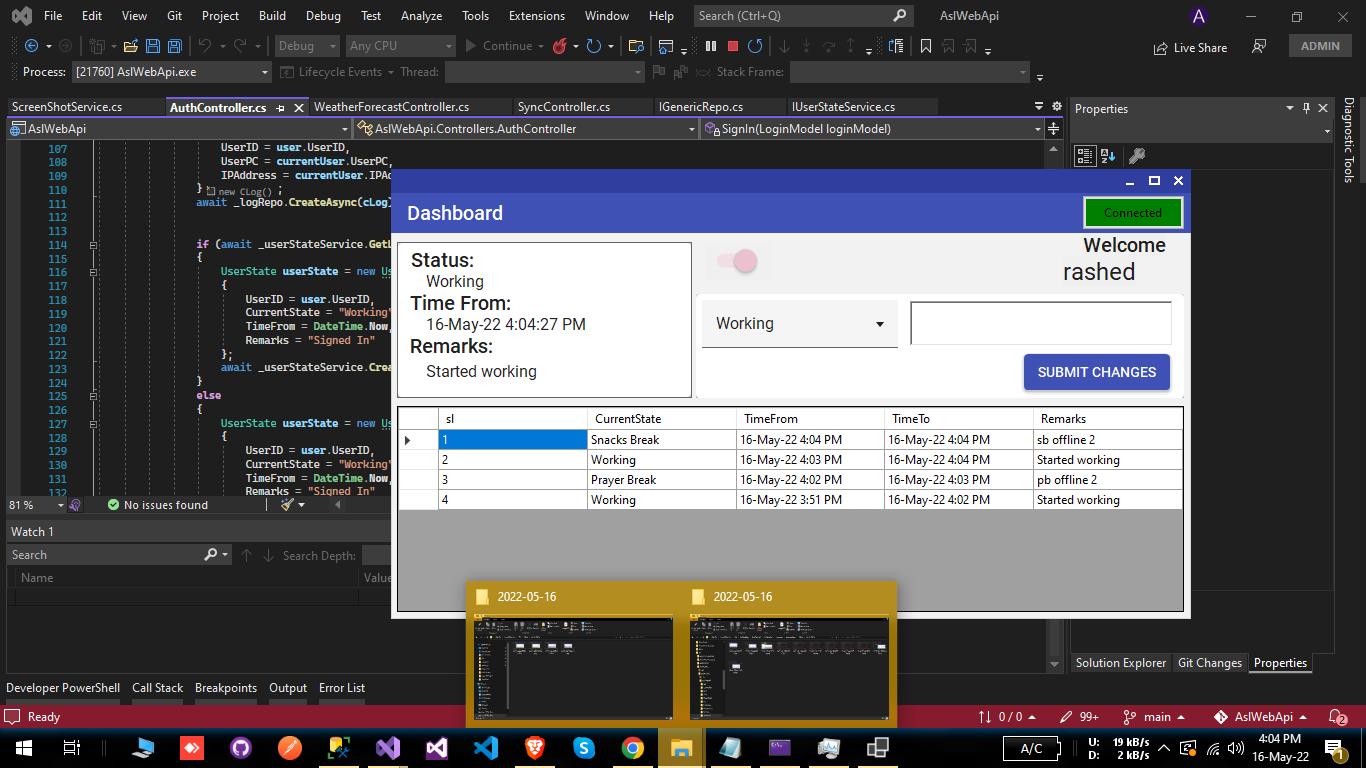 File Edit View Git Project Build Debug Test Analyze Tools Extensions Window Help Search (Ctrl+Q) AslWebApi A
Debug Any CPU Continue Live Share ADMIN
Process: [21760] AslWebApi.exe Lifecycle Events Thread: Stack Frame:
ScreenShotService.cs AuthController.cs WeatherForecastController.cs SyncController.cs IGenericRepo.cs IUserStateService.cs Properties
AslWebApi AslWebApi.Controllers.AuthController SignIn(LoginModel loginModel)
Diagnostic Tools
107 UserID = user.UserID,
108 UserPC = currentUser.UserPC,
109 IPAddress = currentUser.IPAd
110 } new CLog() ;
111 await _logRepo.CreateAsync(cLog)
112
113
114 if (await _userStateService.GetL
115 {
116 UserState userState = new Us
117 {
118 UserID = user.UserID,
119 CurrentState = "Working"
120 TimeFrom = DateTime.Now,
121 Remarks = "Signed In"
122 };
123 await _userStateService.Crea
124 }
125 else
126 {
127 UserState userState = new Us
128 {
129 UserID = user.UserID,
130 CurrentState = "Working"
131 TimeFrom = DateTime.Now,
132 Remarks = "Signed In"
81 % No issues found
Watch 1
Search Search Depth:
Name Value
Dashboard Connected
Status:
Working
Time From:
16-May-22 4:04:27 PM
Remarks:
Started working
Welcome
rashed
Working
SUBMIT CHANGES
sl CurrentState TimeFrom TimeTo Remarks
1 Snacks Break 16-May-22 4:04 PM 16-May-22 4:04 PM sb offline 2
2 Working 16-May-22 4:03 PM 16-May-22 4:04 PM Started working
3 Prayer Break 16-May-22 4:02 PM 16-May-22 4:03 PM pb offline 2
4 Working 16-May-22 3:51 PM 16-May-22 4:02 PM Started working
2022-05-16 2022-05-16
Solution Explorer Git Changes Properties
Developer PowerShell Call Stack Breakpoints Output Error List
Ready 0 / 0 99+ main AslWebApi 2
A/C U: 19 kB/s D: 2 kB/s 4:04 PM
16-May-22 1